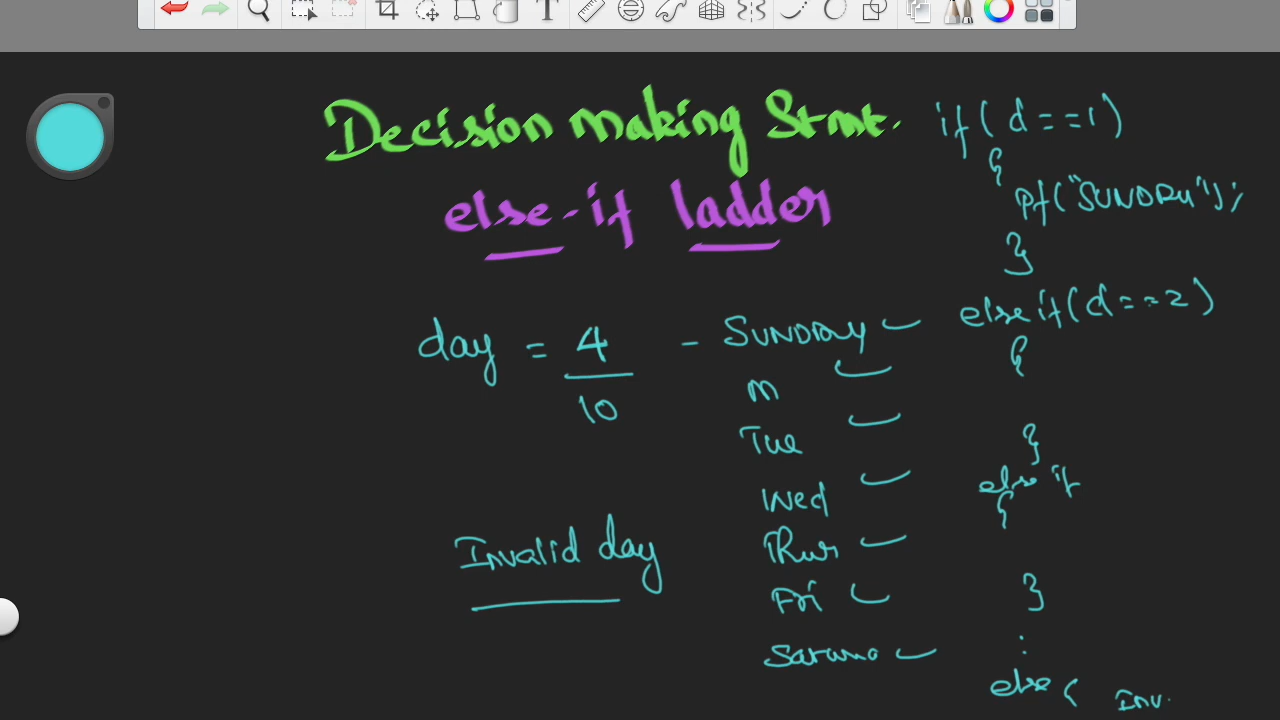 Decision making Stmt.
else-if ladder
day = 4 - SUNDAY
10
M
Tue
Wed
Thur
Fri
Invalid day
if( d==1)
{
pf("SUNDAY");
}
else if( d==2)
{
}
else if
{
}
:
else { Inv.